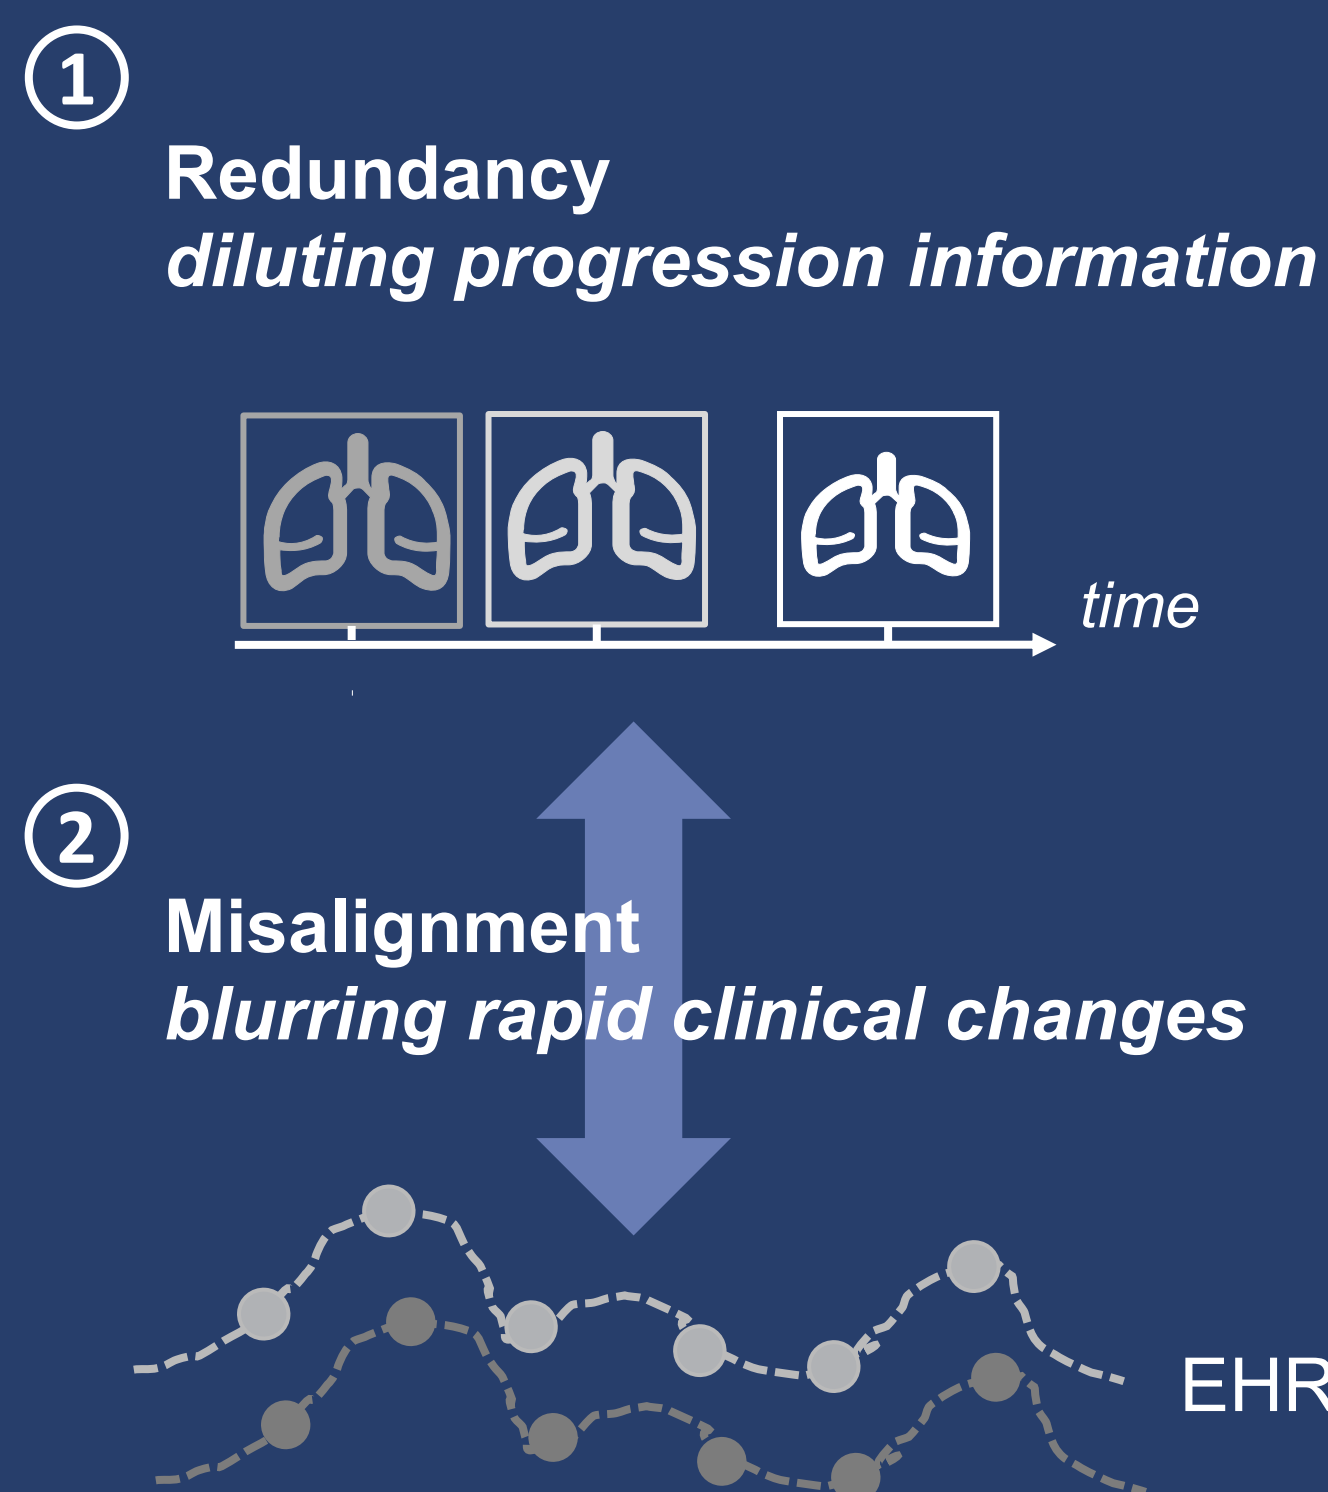 1
Redundancy
diluting progression information
time
2
Misalignment
blurring rapid clinical changes
EHR